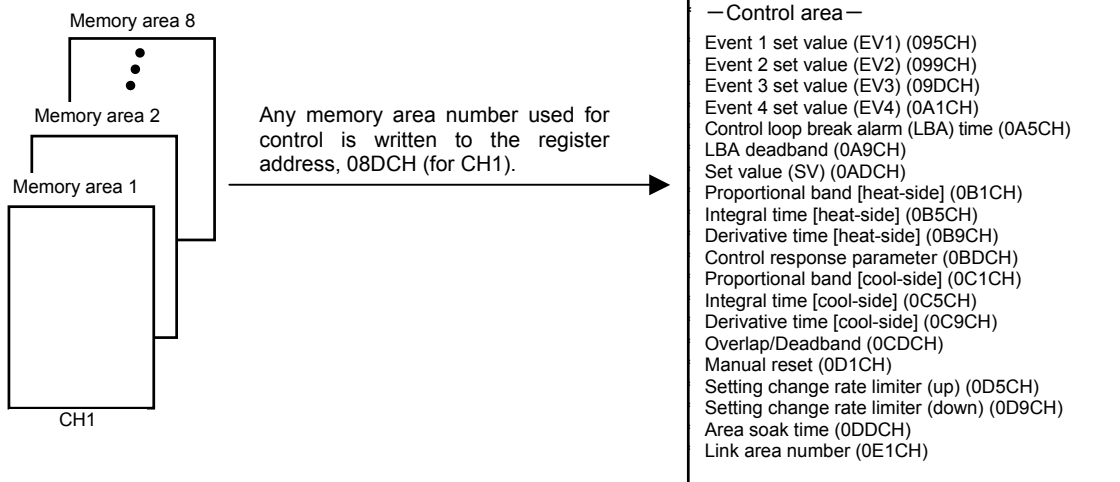 Memory area 8
Memory area 2
Memory area 1
CH1
Any memory area number used for
control is written to the register
address, 08DCH (for CH1).
－Control area－
Event 1 set value (EV1) (095CH)
Event 2 set value (EV2) (099CH)
Event 3 set value (EV3) (09DCH)
Event 4 set value (EV4) (0A1CH)
Control loop break alarm (LBA) time (0A5CH)
LBA deadband (0A9CH)
Set value (SV) (0ADCH)
Proportional band [heat-side] (0B1CH)
Integral time [heat-side] (0B5CH)
Derivative time [heat-side] (0B9CH)
Control response parameter (0BDCH)
Proportional band [cool-side] (0C1CH)
Integral time [cool-side] (0C5CH)
Derivative time [cool-side] (0C9CH)
Overlap/Deadband (0CDCH)
Manual reset (0D1CH)
Setting change rate limiter (up) (0D5CH)
Setting change rate limiter (down) (0D9CH)
Area soak time (0DDCH)
Link area number (0E1CH)